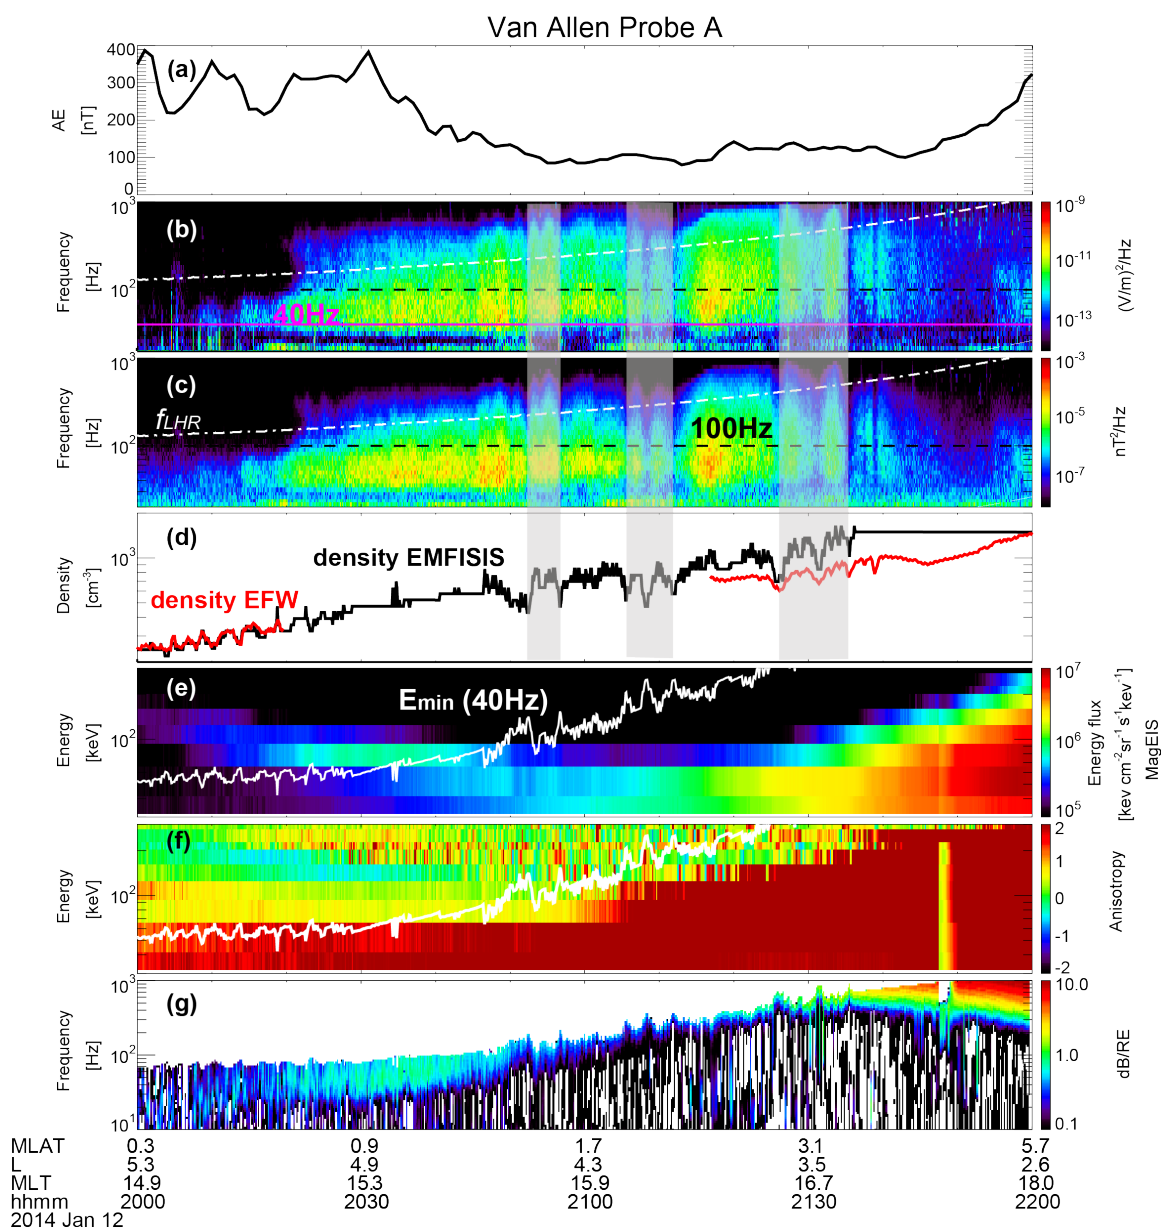 Van Allen Probe A
(a)
AE
[nT]
400
300
200
100
0
(b)
Frequency
[Hz]
10³
10²
40Hz
10⁻⁹
10⁻¹¹
10⁻¹³
(V/m)²/Hz
(c)
Frequency
[Hz]
10³
10²
fLHR
100Hz
10⁻³
10⁻⁵
10⁻⁷
nT²/Hz
(d)
Density
[cm⁻³]
10³
density EMFISIS
density EFW
(e)
Energy
[keV]
10²
Emin (40Hz)
10⁷
10⁶
10⁵
Energy flux
[kev cm⁻²sr⁻¹s⁻¹kev⁻¹]
MagEIS
(f)
Energy
[keV]
10²
2
1
0
-1
-2
Anisotropy
(g)
Frequency
[Hz]
10³
10²
10¹
10.0
1.0
0.1
dB/RE
MLAT 0.3 0.9 1.7 3.1 5.7
L 5.3 4.9 4.3 3.5 2.6
MLT 14.9 15.3 15.9 16.7 18.0
hhmm 2000 2030 2100 2130 2200
2014 Jan 12